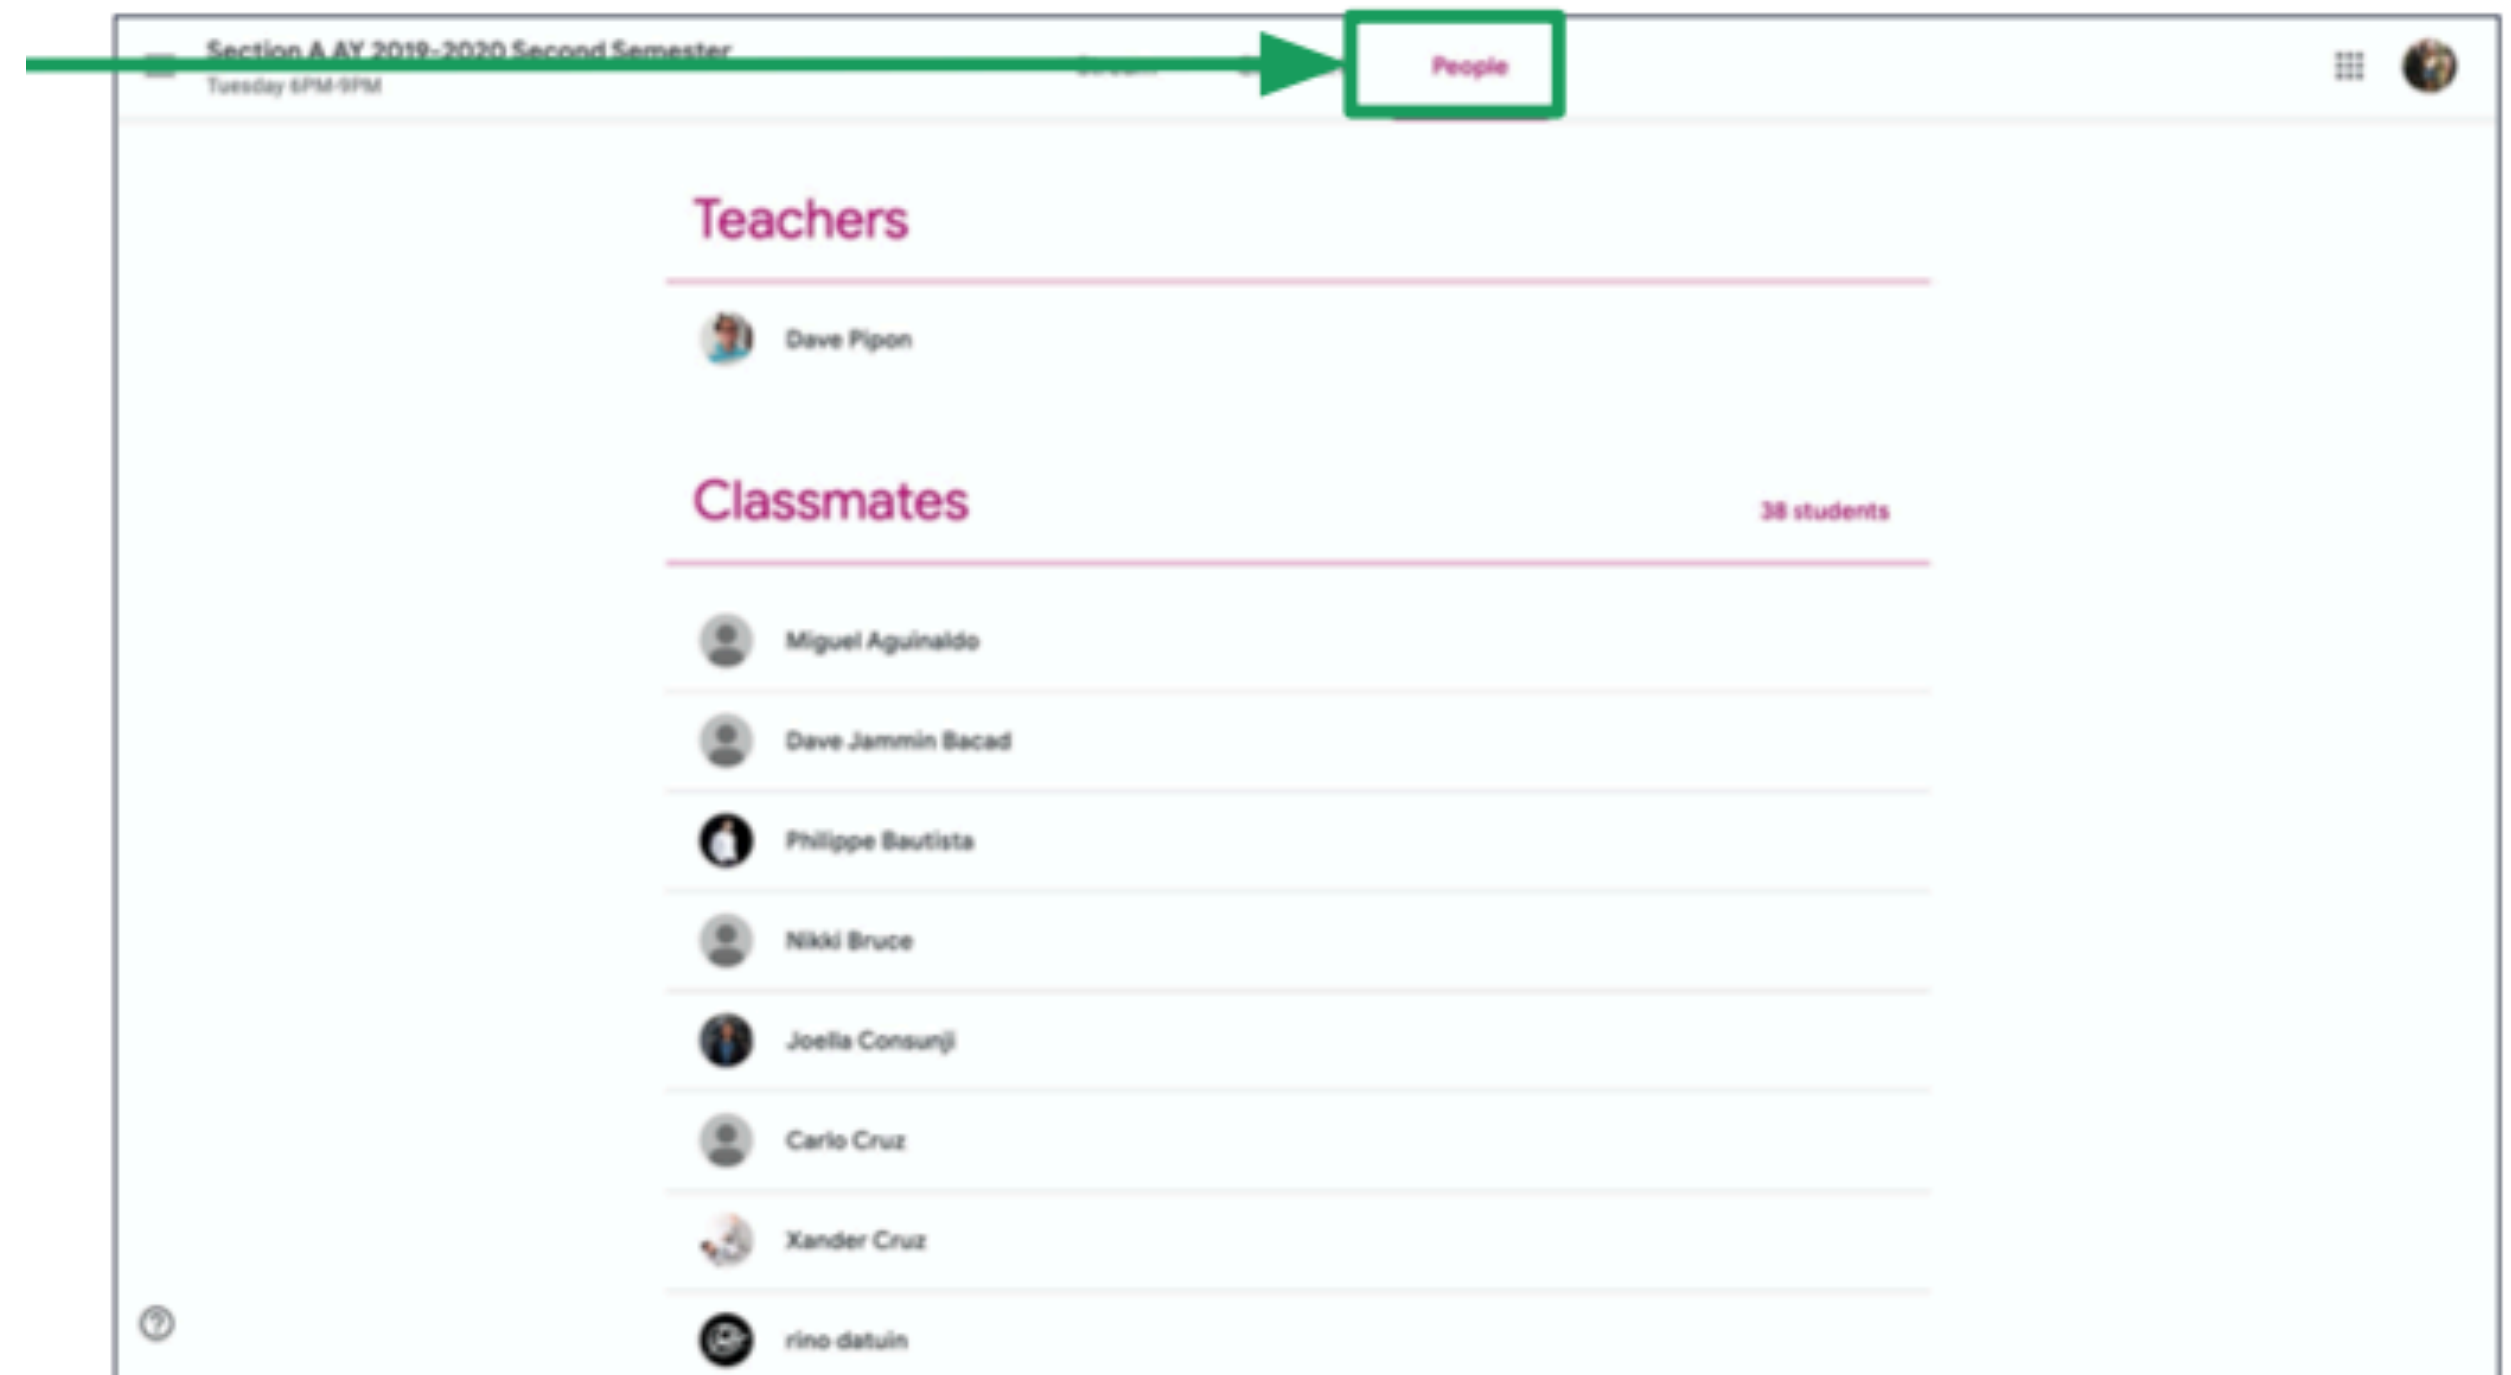 Section A AY 2019-2020 Second Semester
People
Tuesday 6PM-9PM
Teachers
Dave Pipon
Classmates
38 students
Miguel Aguinaldo
Dave Jammin Bacad
Philippe Bautista
Nikki Bruce
Joella Consunji
Carlo Cruz
Xander Cruz
rino datuin